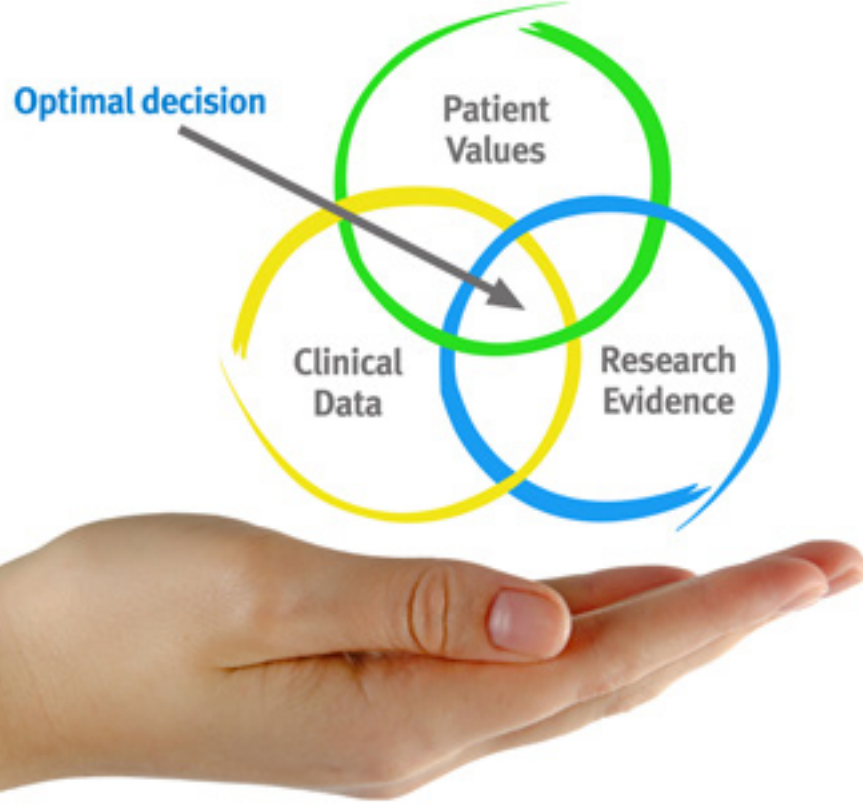 Optimal decision
Patient
Values
Clinical
Data
Research
Evidence